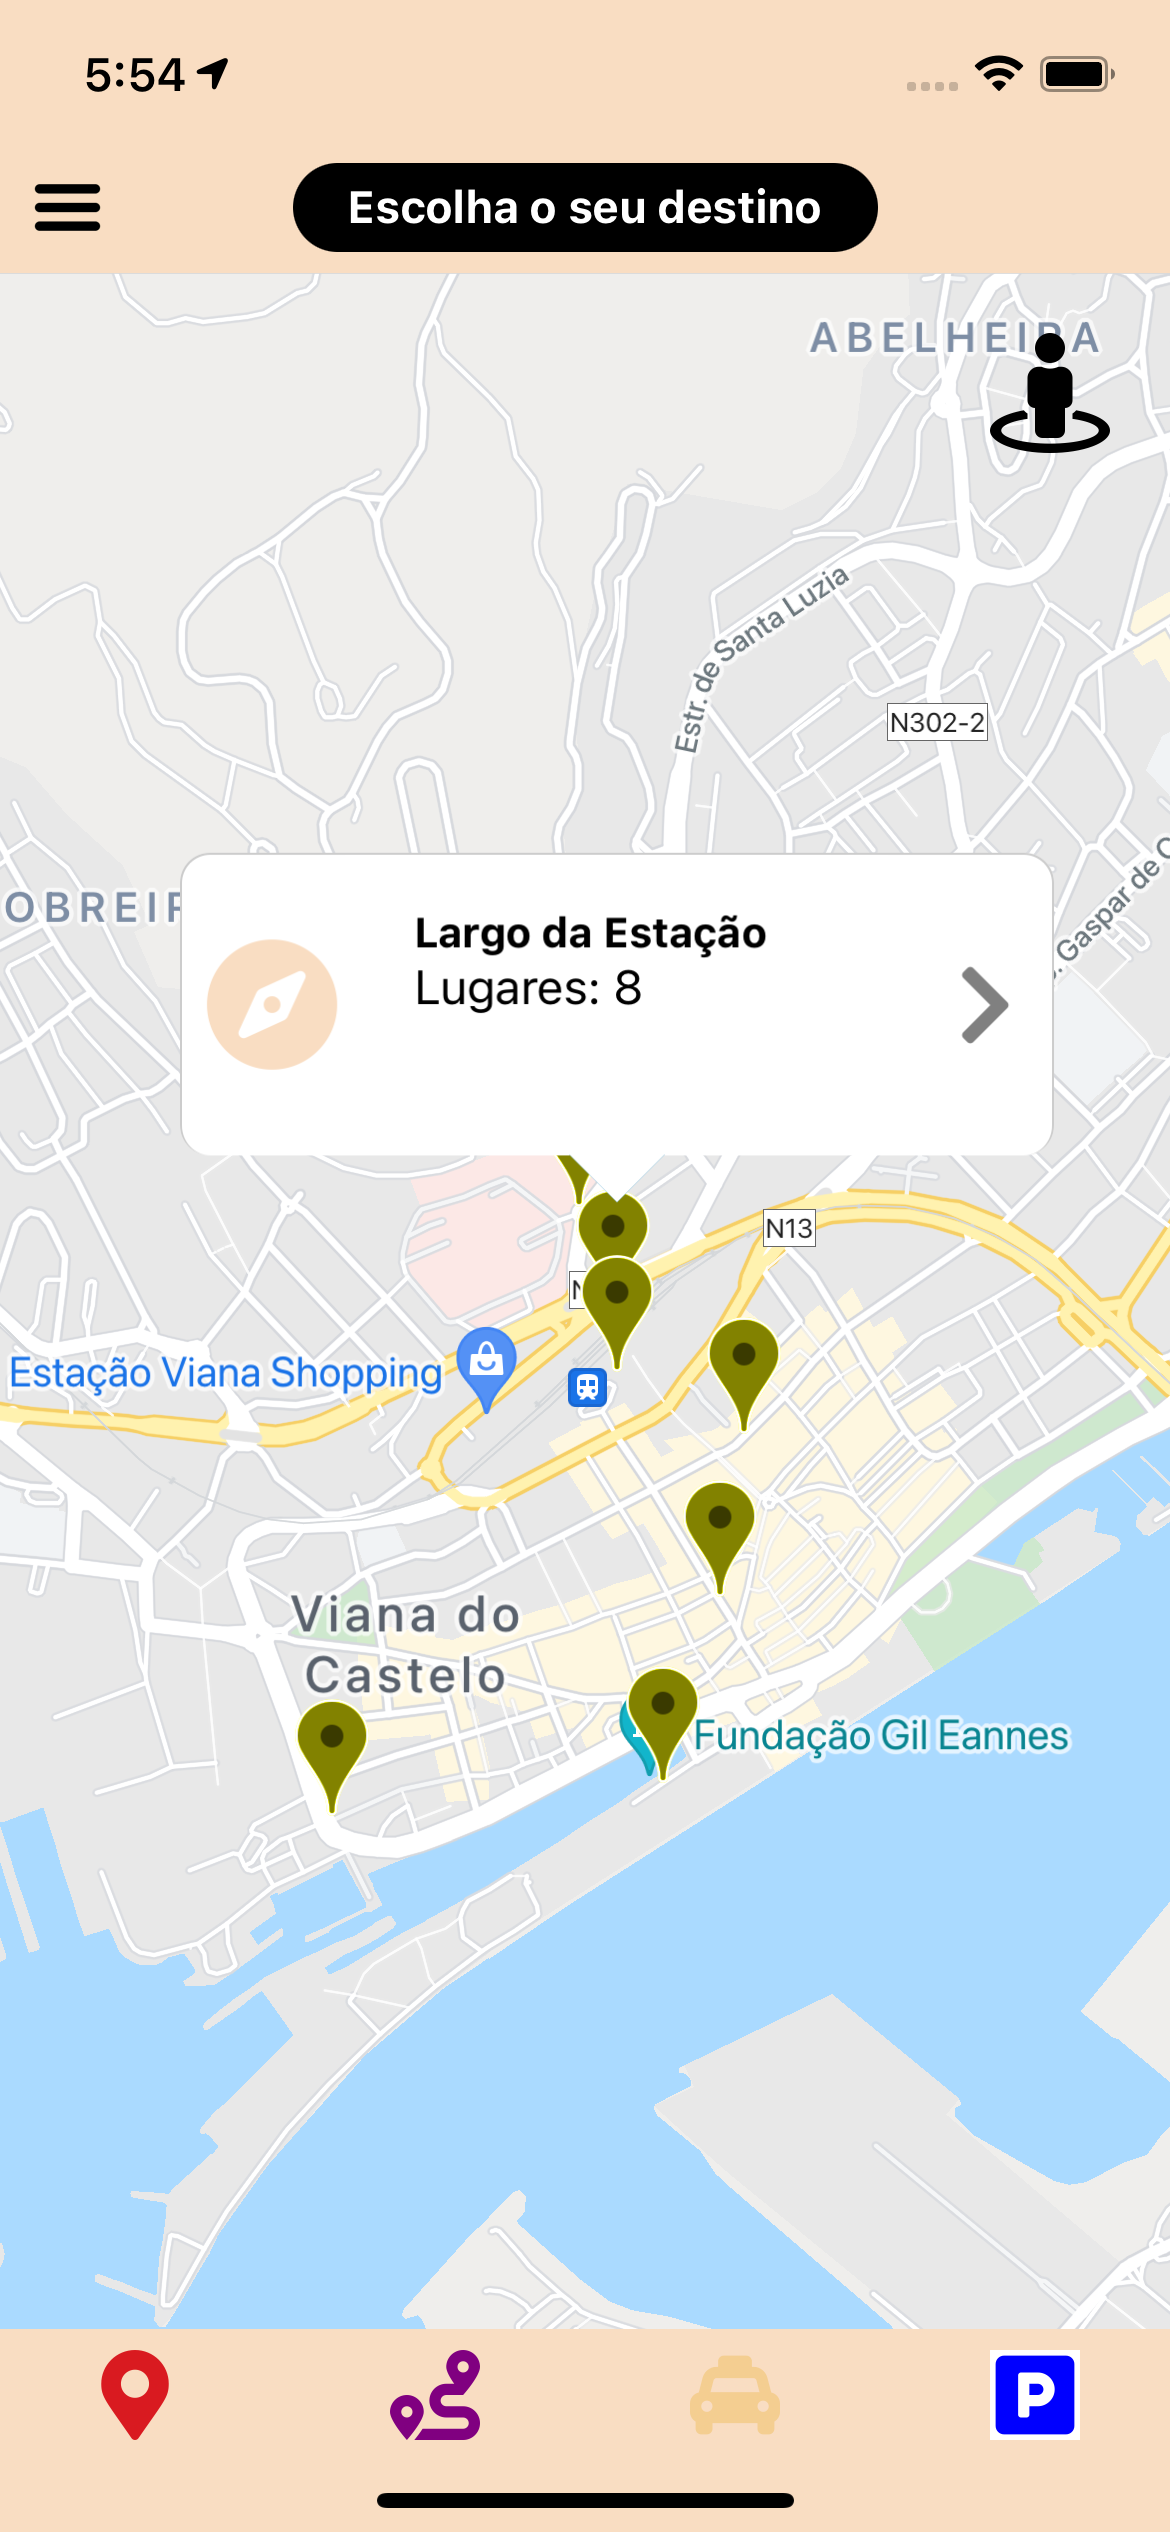 5:54
Escolha o seu destino
ABELHEIRA
Estr. de Santa Luzia
N302-2
. Gaspar de
Largo da Estação
Lugares: 8
N13
N
Estação Viana Shopping
Viana do
Castelo
Fundação Gil Eannes
P